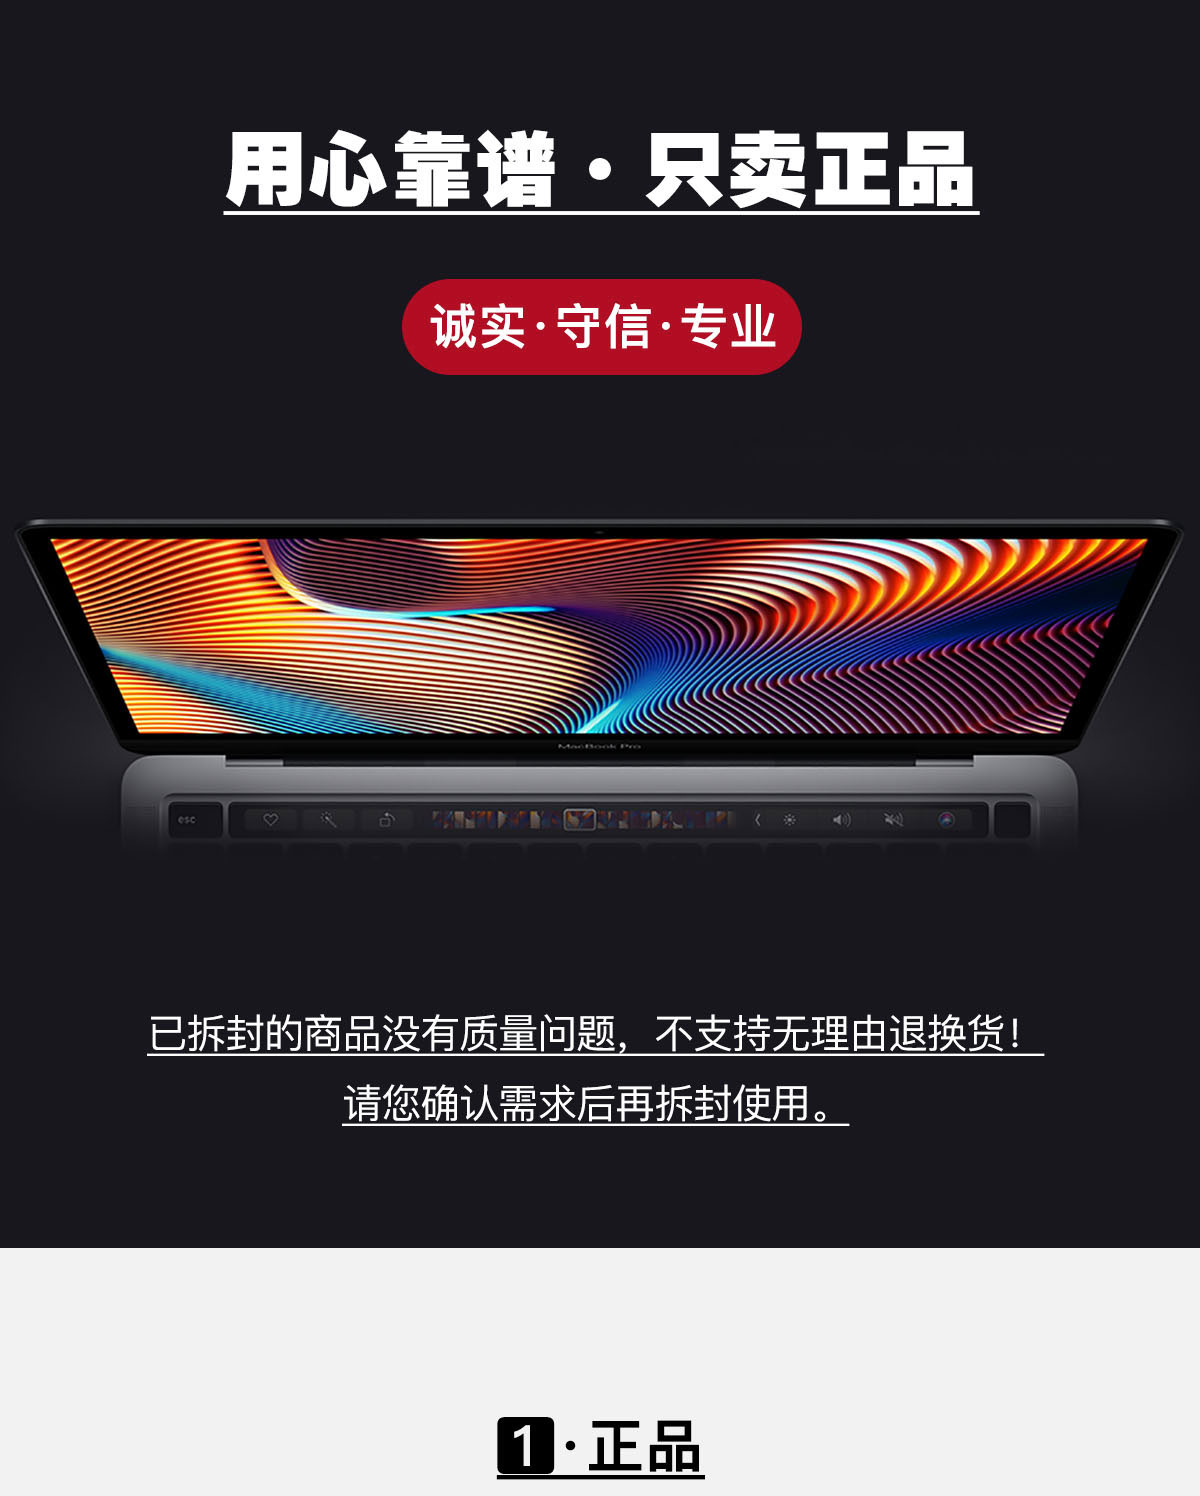 用心靠谱·只卖正品
诚实·守信·专业
MacBook Pro
esc
已拆封的商品没有质量问题，不支持无理由退换货！
请您确认需求后再拆封使用。
1·正品